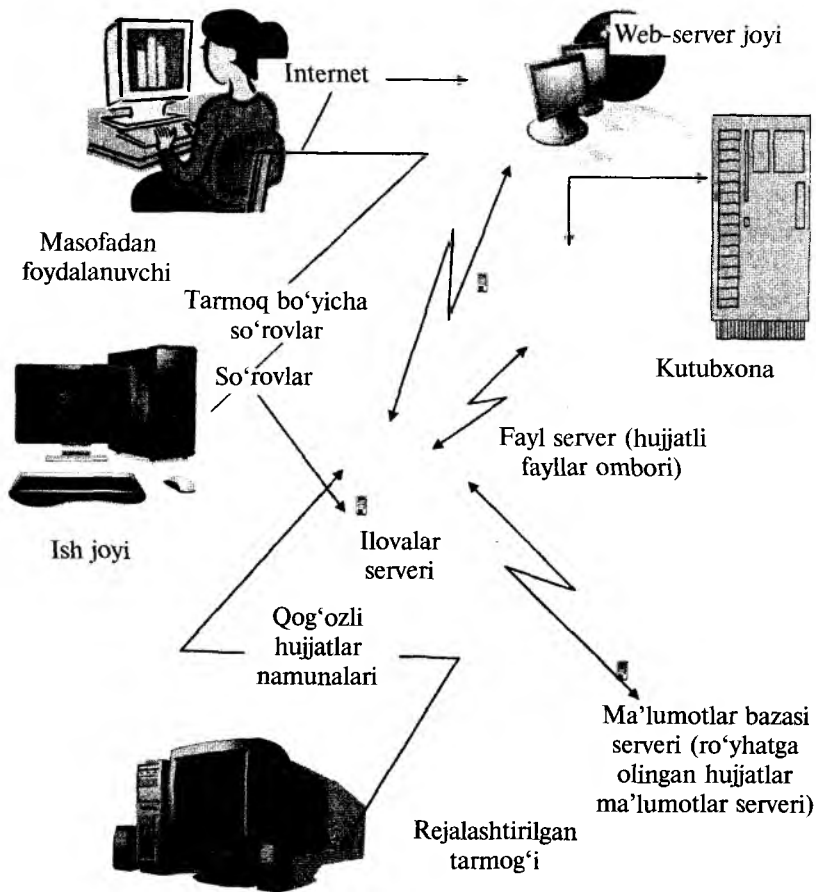 Web-server joyi
Internet
Masofadan
foydalanuvchi
Tarmoq bo‘yicha
so‘rovlar
So‘rovlar
Kutubxona
Fayl server (hujjatli
fayllar ombori)
Ish joyi
Ilovalar
serveri
Qog‘ozli
hujjatlar
namunalari
Ma’lumotlar bazasi
serveri (ro‘yhatga
olingan hujjatlar
ma’lumotlar serveri)
Rejalashtirilgan
tarmog‘i